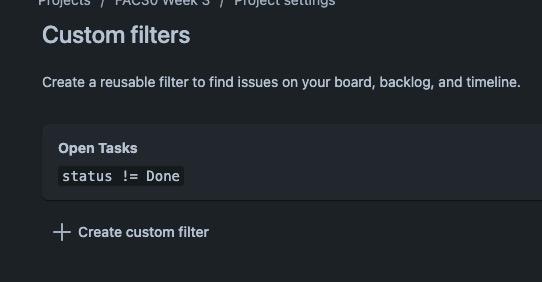 Projects / FAC30 Week 3 / Project settings
Custom filters
Create a reusable filter to find issues on your board, backlog, and timeline.
Open Tasks
status != Done
Create custom filter